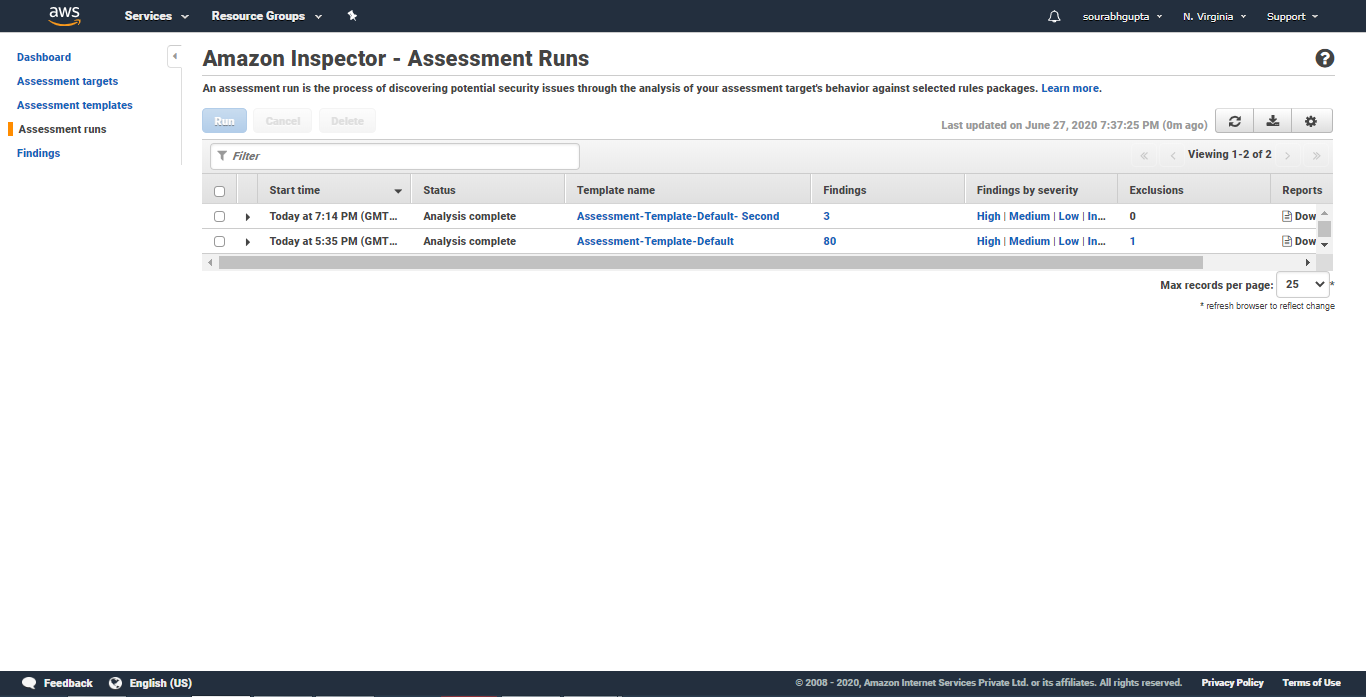 aws Services Resource Groups sourabhgupta N. Virginia Support
Dashboard
Assessment targets
Assessment templates
Assessment runs
Findings
Amazon Inspector - Assessment Runs
An assessment run is the process of discovering potential security issues through the analysis of your assessment target's behavior against selected rules packages. Learn more.
Run Cancel Delete
Last updated on June 27, 2020 7:37:25 PM (0m ago)
Filter
« ‹ Viewing 1-2 of 2 › »
Start time Status Template name Findings Findings by severity Exclusions Reports
Today at 7:14 PM (GMT... Analysis complete Assessment-Template-Default- Second 3 High | Medium | Low | In... 0 Dow
Today at 5:35 PM (GMT... Analysis complete Assessment-Template-Default 80 High | Medium | Low | In... 1 Dow
Max records per page: 25 *
* refresh browser to reflect change
Feedback English (US) © 2008 - 2020, Amazon Internet Services Private Ltd. or its affiliates. All rights reserved. Privacy Policy Terms of Use